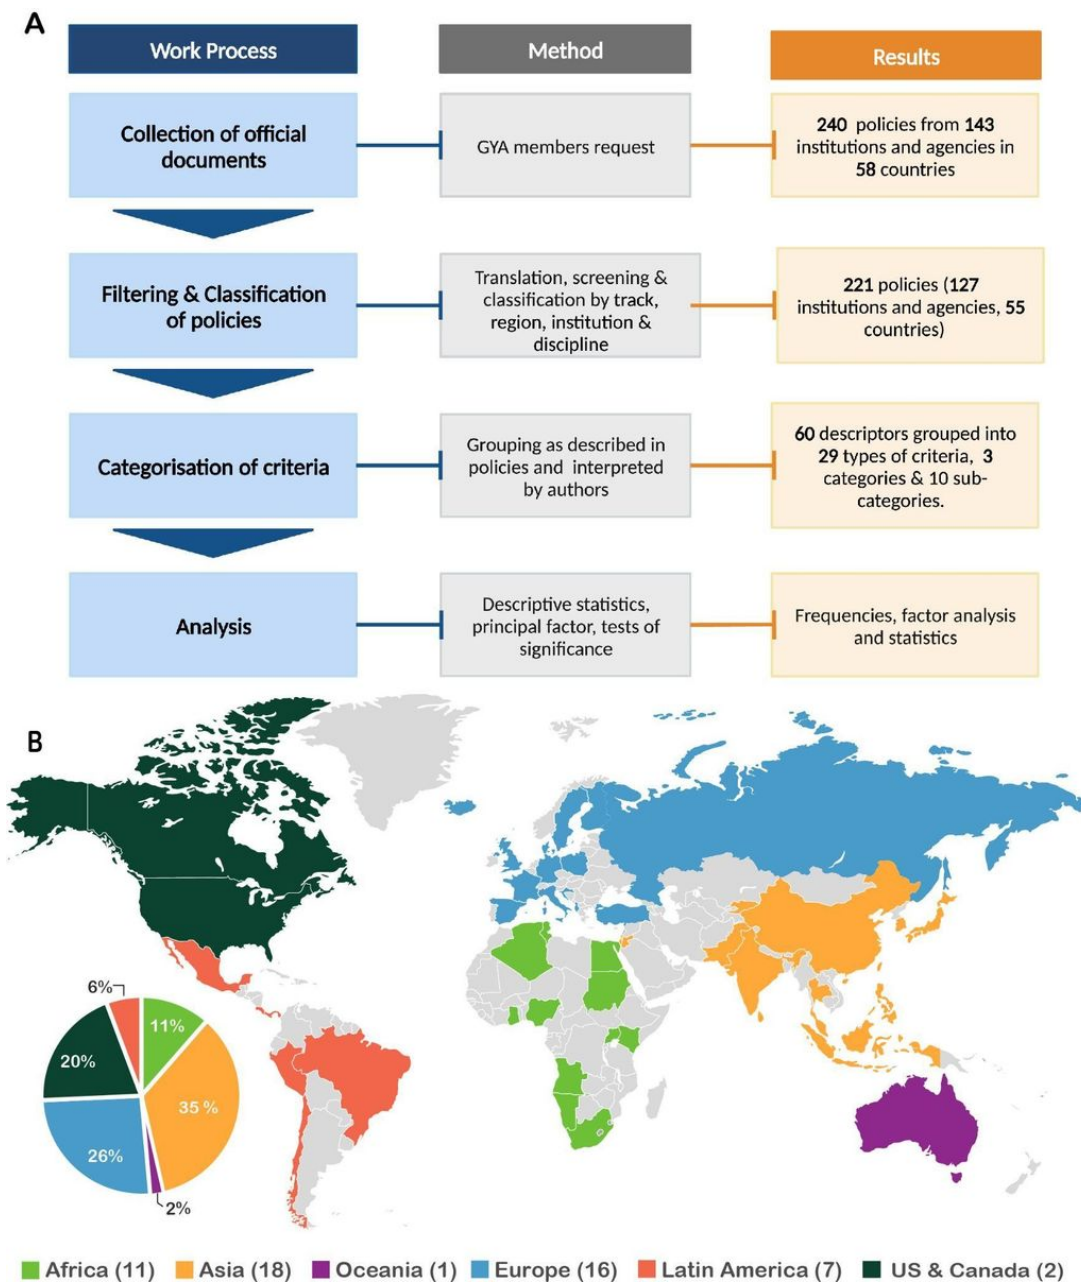 A
Work Process
Method
Results
Collection of official
documents
GYA members request
240 policies from 143
institutions and agencies in
58 countries
Filtering & Classification
of policies
Translation, screening &
classification by track,
region, institution &
discipline
221 policies (127
institutions and agencies, 55
countries)
Categorisation of criteria
Grouping as described in
policies and interpreted
by authors
60 descriptors grouped into
29 types of criteria, 3
categories & 10 sub-
categories.
Analysis
Descriptive statistics,
principal factor, tests of
significance
Frequencies, factor analysis
and statistics
B
6%
11%
20%
35 %
26%
2%
Africa (11)
Asia (18)
Oceania (1)
Europe (16)
Latin America (7)
US & Canada (2)